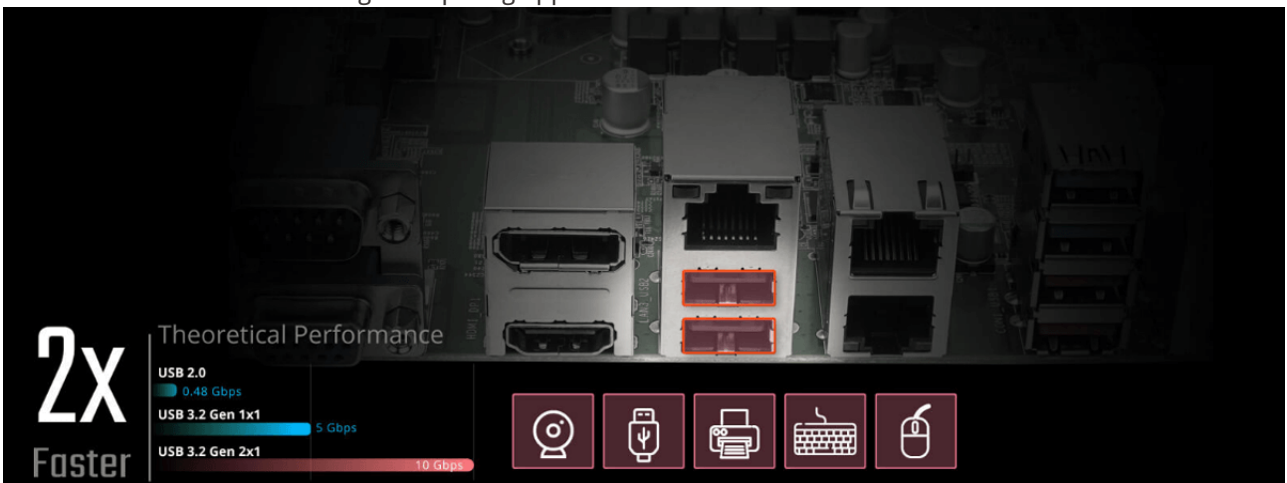 2x
Faster
Theoretical Performance
USB 2.0
0.48 Gbps
USB 3.2 Gen 1x1
5 Gbps
USB 3.2 Gen 2x1
10 Gbps